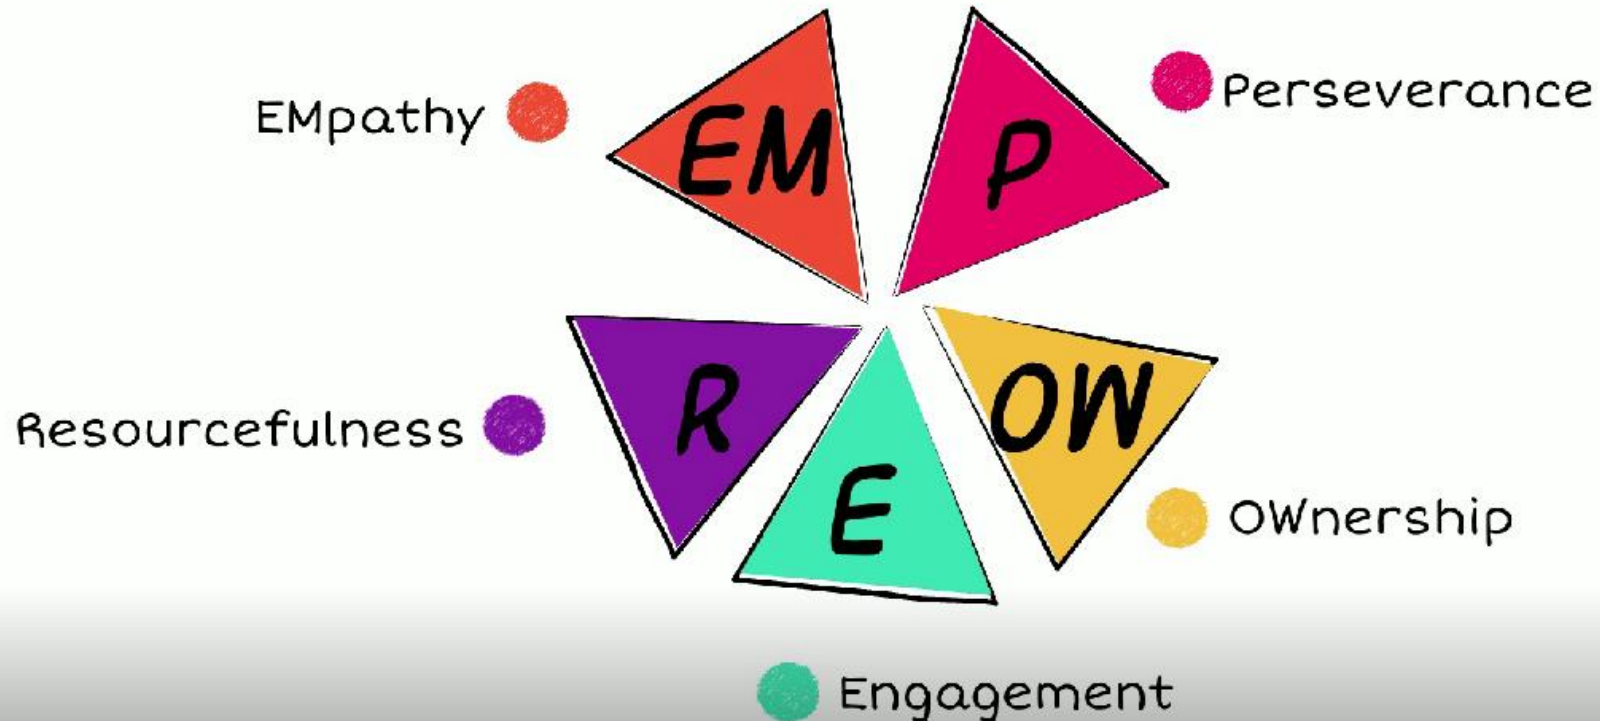 EMpathy
EM
P
Perseverance
Resourcefulness
R
E
OW
OWnership
Engagement